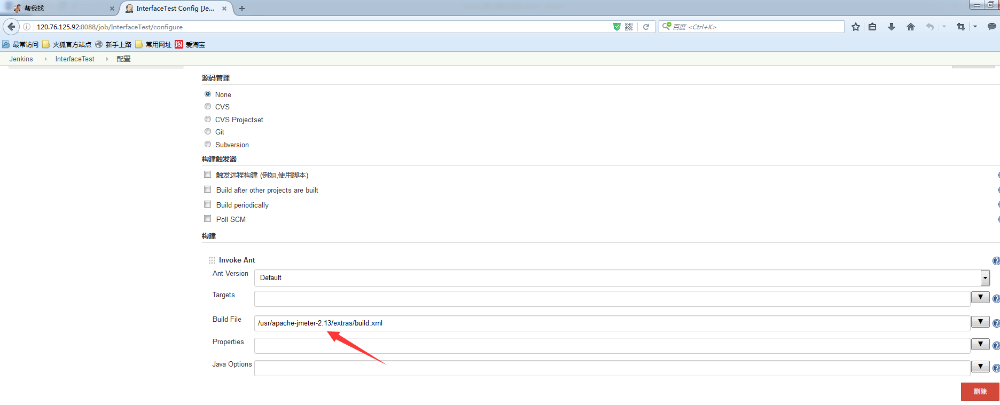 帮我找
InterfaceTest Config [Je...
120.76.125.92:8088/job/InterfaceTest/configure
百度 <Ctrl+K>
最常访问 火狐官方站点 新手上路 常用网址 淘 爱淘宝
Jenkins InterfaceTest 配置
源码管理
None
CVS
CVS Projectset
Git
Subversion
构建触发器
触发远程构建 (例如,使用脚本)
Build after other projects are built
Build periodically
Poll SCM
构建
Invoke Ant
Ant Version Default
Targets
Build File /usr/apache-jmeter-2.13/extras/build.xml
Properties
Java Options
删除